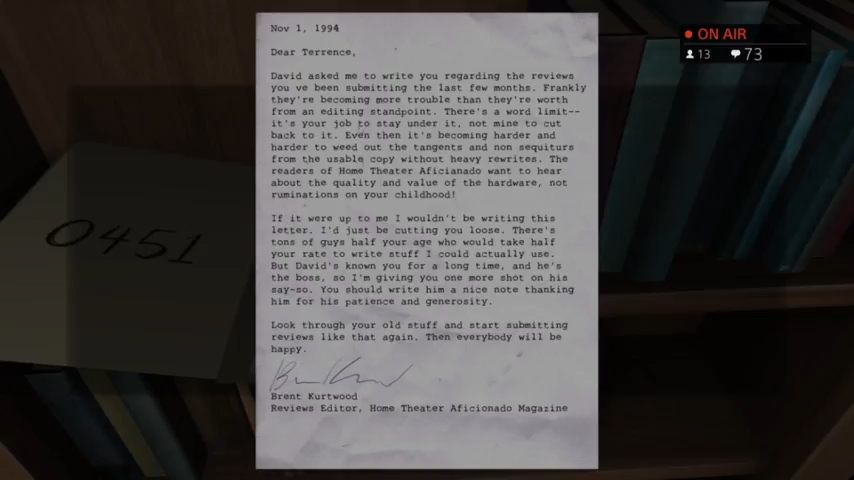 Nov 1, 1994
Dear Terrence,
David asked me to write you regarding the reviews
you ve been submitting the last few months. Frankly
they're becoming more trouble than they're worth
from an editing standpoint. There's a word limit--
it's your job to stay under it, not mine to cut
back to it. Even then it's becoming harder and
harder to weed out the tangents and non sequiturs
from the usable copy without heavy rewrites. The
readers of Home Theater Aficianado want to hear
about the quality and value of the hardware, not
ruminations on your childhood!
If it were up to me I wouldn't be writing this
letter. I'd just be cutting you loose. There's
tons of guys half your age who would take half
your rate to write stuff I could actually use.
But David's known you for a long time, and he's
the boss, so I'm giving you one more shot on his
say-so. You should write him a nice note thanking
him for his patience and generosity.
Look through your old stuff and start submitting
reviews like that again. Then everybody will be
happy.
Brent Kurtwood
Reviews Editor, Home Theater Aficionado Magazine
0451
ON AIR
13 73